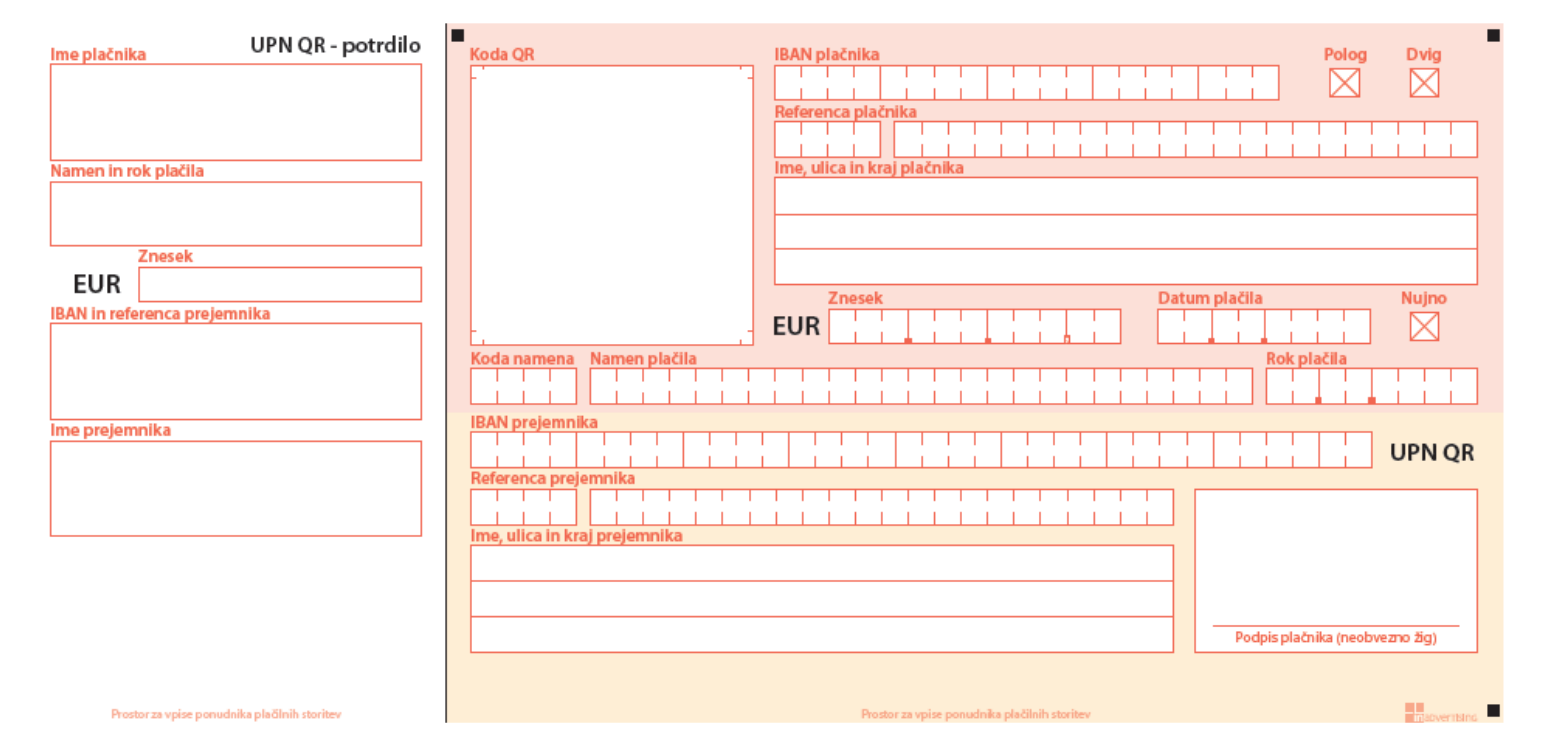 UPN QR - potrdilo
Ime plačnika
Namen in rok plačila
Znesek
EUR
IBAN in referenca prejemnika
Ime prejemnika
Prostor za vpise ponudnika plačilnih storitev
Koda QR
IBAN plačnika
Polog
Dvig
Referenca plačnika
Ime, ulica in kraj plačnika
Znesek
Datum plačila
Nujno
EUR
Koda namena
Namen plačila
Rok plačila
IBAN prejemnika
UPN QR
Referenca prejemnika
Ime, ulica in kraj prejemnika
Podpis plačnika (neobvezno žig)
Prostor za vpise ponudnika plačilnih storitev